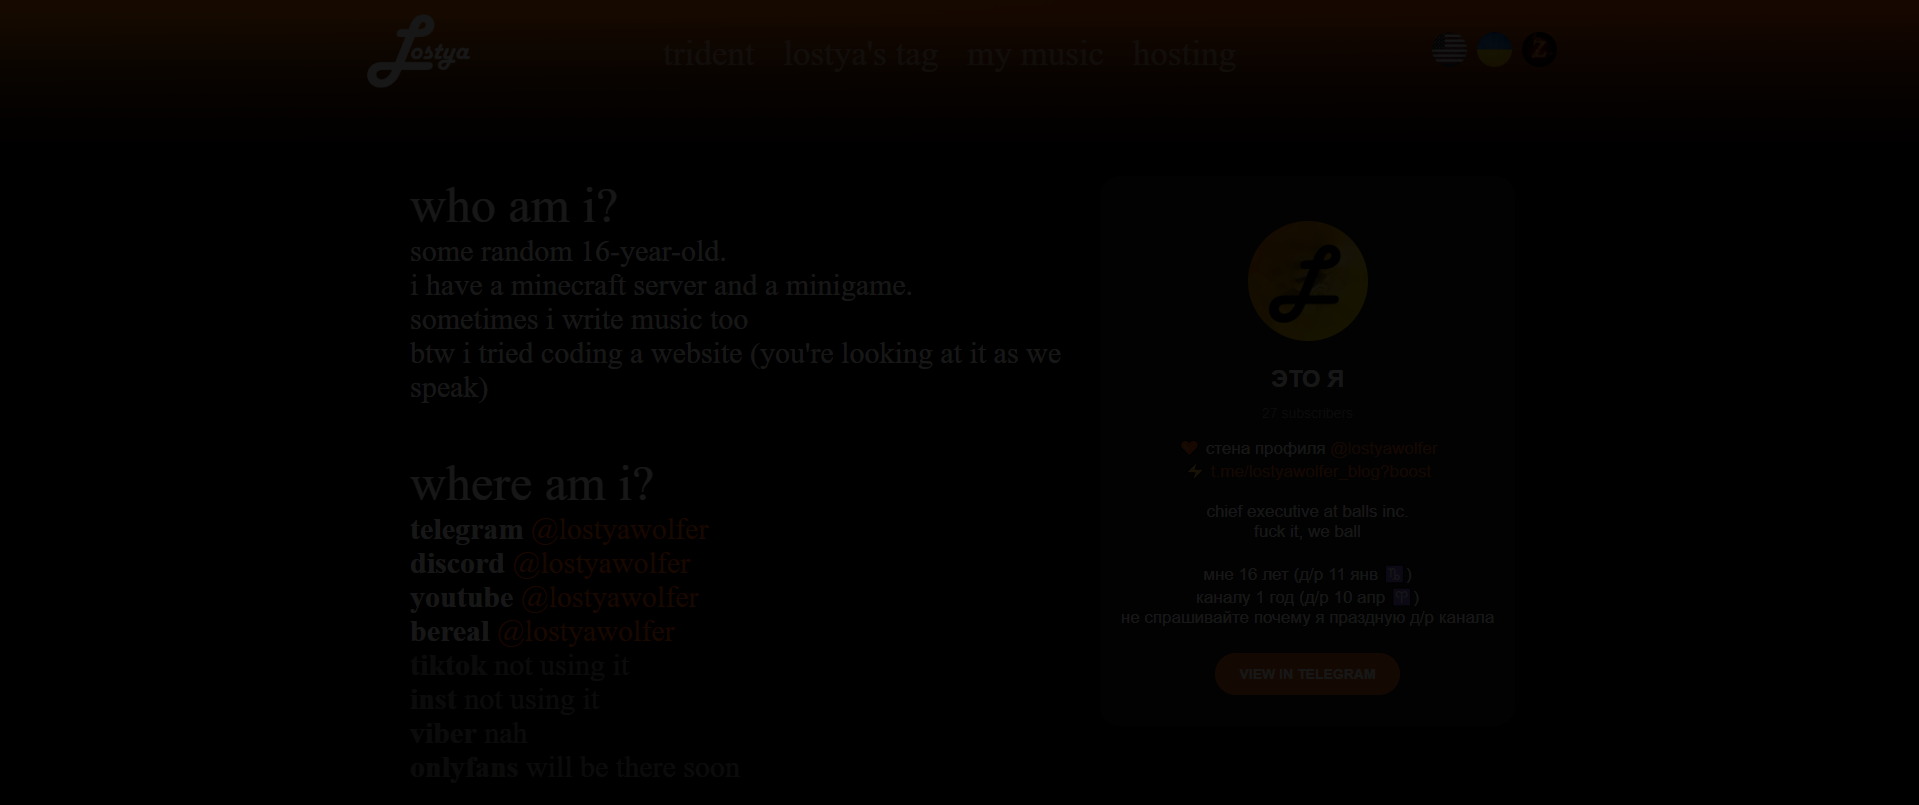 Lostya
trident lostya's tag my music hosting
Z
who am i?
some random 16-year-old.
i have a minecraft server and a minigame.
sometimes i write music too
btw i tried coding a website (you're looking at it as we
speak)
where am i?
telegram @lostyawolfer
discord @lostyawolfer
youtube @lostyawolfer
bereal @lostyawolfer
tiktok not using it
inst not using it
viber nah
onlyfans will be there soon
L
ЭТО Я
27 subscribers
❤ стена профиля @lostyawolfer
⚡ t.me/lostyawolfer_blog?boost
chief executive at balls inc.
fuck it, we ball
мне 16 лет (д/р 11 янв ♑)
каналу 1 год (д/р 10 апр ♈)
не спрашивайте почему я праздную д/р канала
VIEW IN TELEGRAM